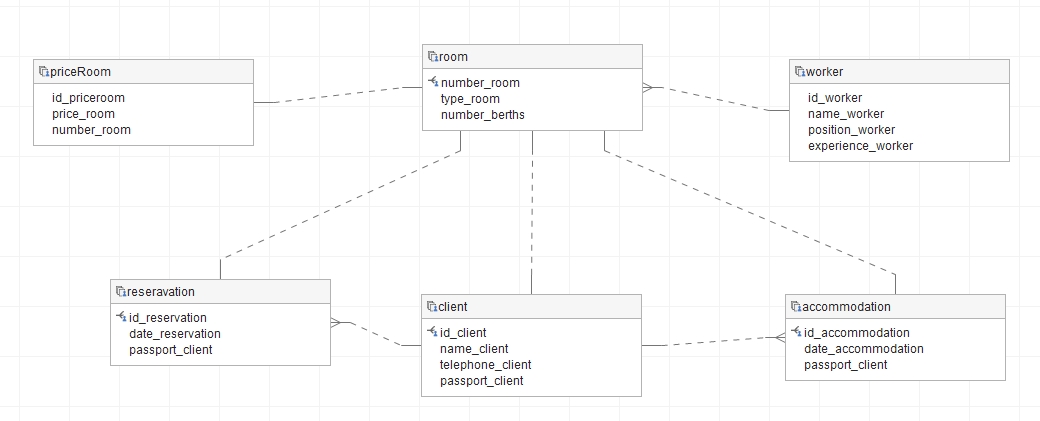 priceRoom
id_priceroom
price_room
number_room
room
number_room
type_room
number_berths
worker
id_worker
name_worker
position_worker
experience_worker
reseravation
id_reservation
date_reservation
passport_client
client
id_client
name_client
telephone_client
passport_client
accommodation
id_accommodation
date_accommodation
passport_client